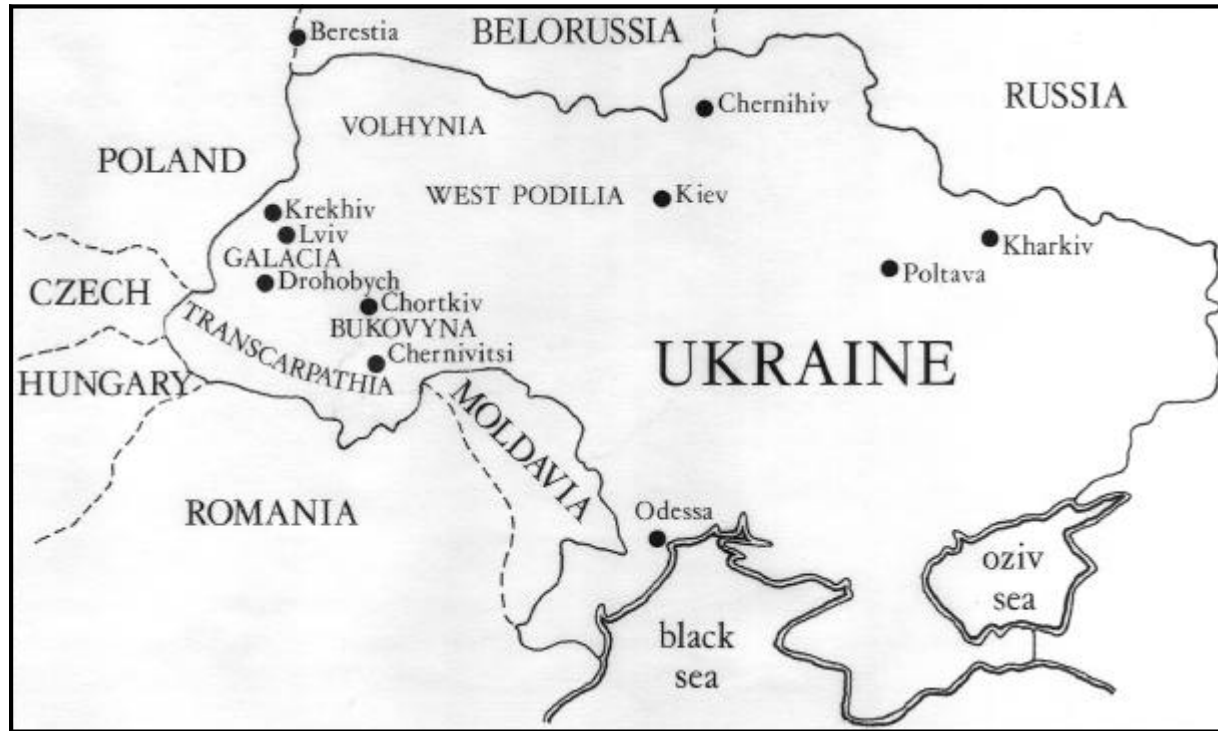 Berestia
BELORUSSIA
RUSSIA
Chernihiv
VOLHYNIA
POLAND
WEST PODILIA
Kiev
Krekhiv
Lviv
Kharkiv
GALACIA
Poltava
Drohobych
CZECH
Chortkiv
BUKOVYNA
TRANSCARPATHIA
Chernivitsi
UKRAINE
HUNGARY
MOLDAVIA
ROMANIA
Odessa
oziv
sea
black
sea